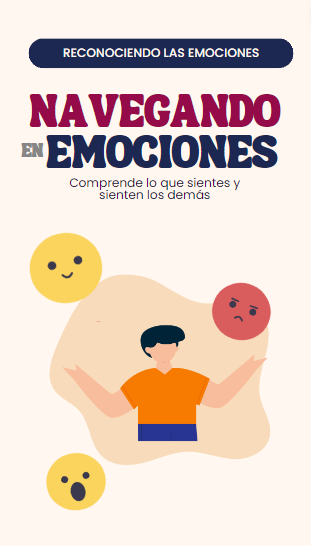 RECONOCIENDO LAS EMOCIONES
NAVEGANDO
EN EMOCIONES
Comprende lo que sientes y
sienten los demás